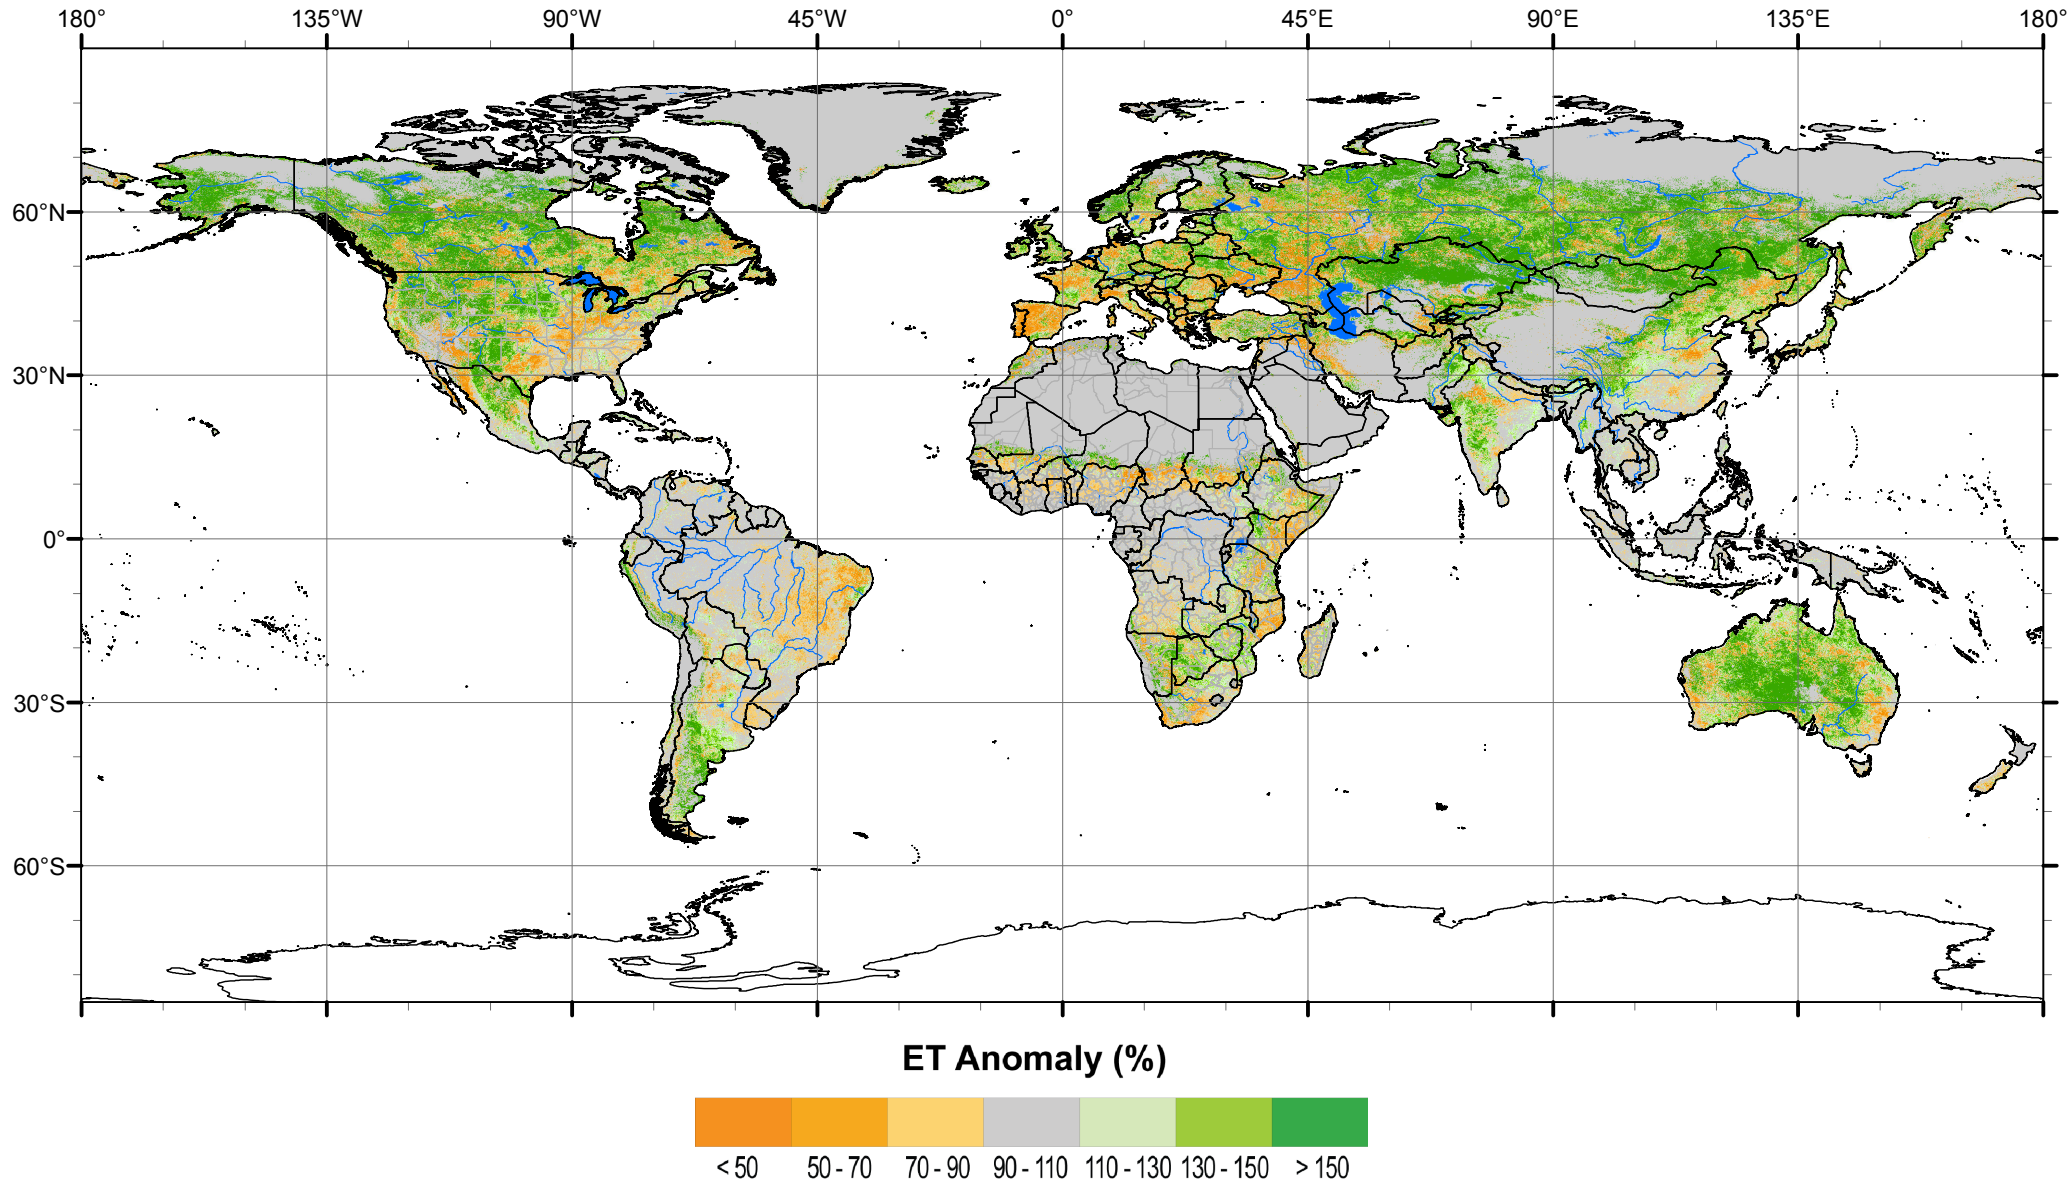 180° 135°W 90°W 45°W 0° 45°E 90°E 135°E 180°
60°N
30°N
0°
30°S
60°S
ET Anomaly (%)
< 50 50 - 70 70 - 90 90 - 110 110 - 130 130 - 150 > 150